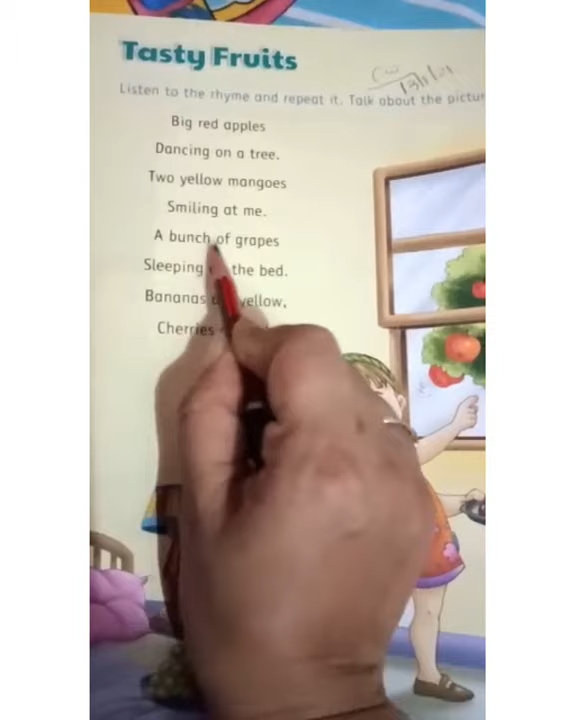 Tasty Fruits
Listen to the rhyme and repeat it. Talk about the
Big red apples
Dancing on a tree.
Two yellow mangoes
Smiling at me.
A bunch of grapes
Sleeping the bed.
Bananas yellow,
Cherries